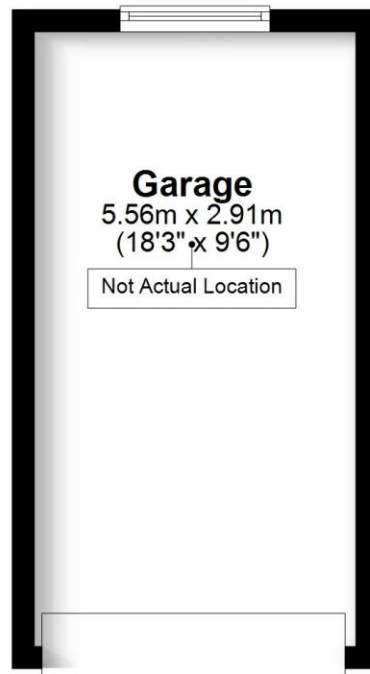 Garage
5.56m x 2.91m
(18'3" x 9'6")
Not Actual Location